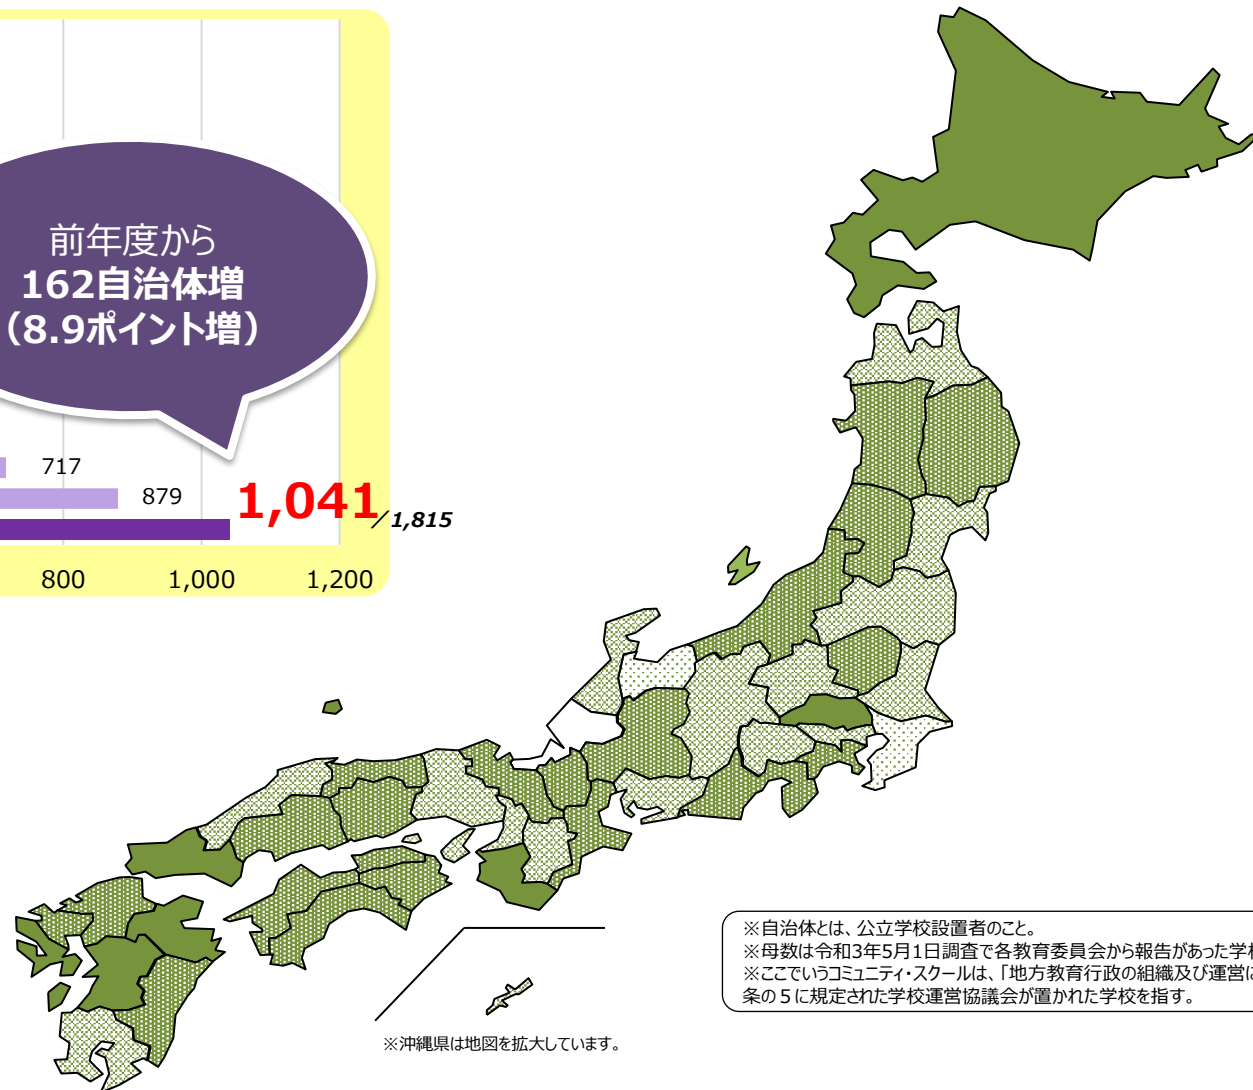 前年度から
162自治体増
（8.9ポイント増）
717
879
1,041
／1,815
800
1,000
1,200
※自治体とは、公立学校設置者のこと。
※母数は令和3年5月1日調査で各教育委員会から報告があった学校
※ここでいうコミュニティ・スクールは、「地方教育行政の組織及び運営に
条の５に規定された学校運営協議会が置かれた学校を指す。
※沖縄県は地図を拡大しています。